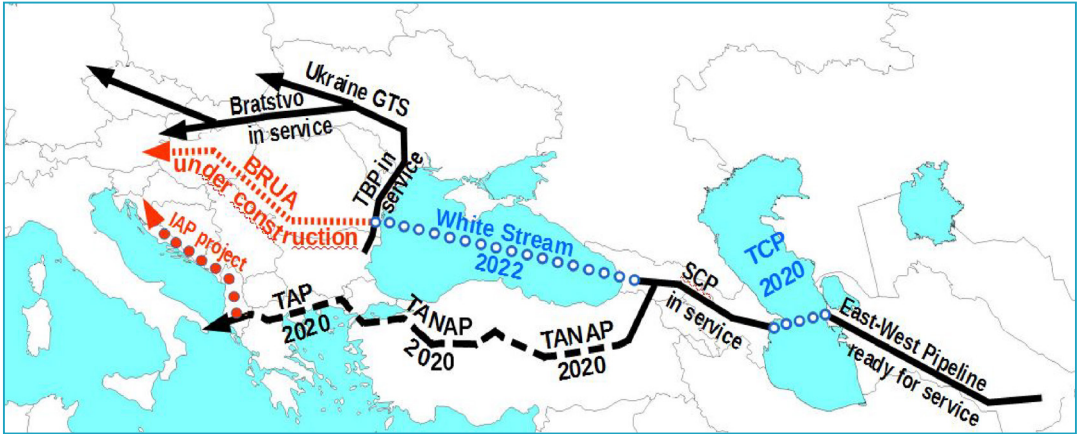 Ukraine GTS
Bratstvo
in service
TBP in
service
BRUA
under construction
IAP project
White Stream
2022
TAP
2020
TANAP
2020
TANAP
2020
SCP
in service
TCP
2020
East-West Pipeline
ready for service